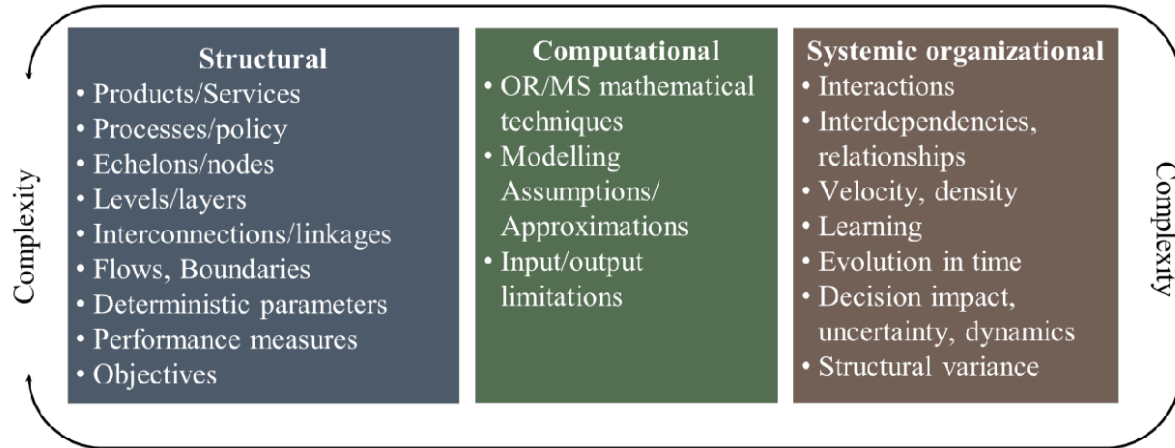 Complexity
Structural
• Products/Services
• Processes/policy
• Echelons/nodes
• Levels/layers
• Interconnections/linkages
• Flows, Boundaries
• Deterministic parameters
• Performance measures
• Objectives
Computational
• OR/MS mathematical
techniques
• Modelling
Assumptions/
Approximations
• Input/output
limitations
Systemic organizational
• Interactions
• Interdependencies,
relationships
• Velocity, density
• Learning
• Evolution in time
• Decision impact,
uncertainty, dynamics
• Structural variance
Complexity